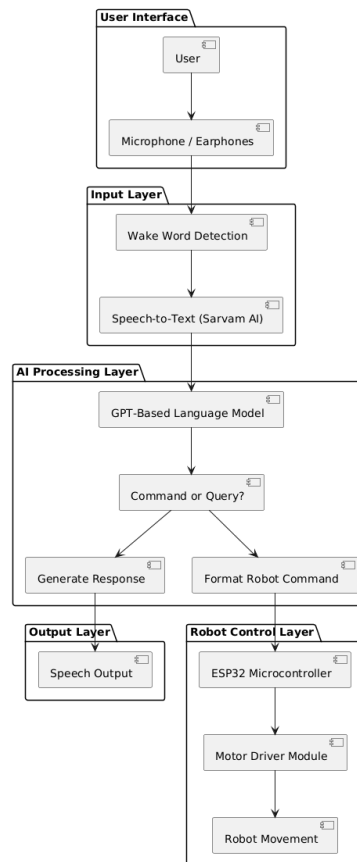 User Interface
User
Microphone / Earphones
Input Layer
Wake Word Detection
Speech-to-Text (Sarvam AI)
AI Processing Layer
GPT-Based Language Model
Command or Query?
Generate Response
Format Robot Command
Output Layer
Speech Output
Robot Control Layer
ESP32 Microcontroller
Motor Driver Module
Robot Movement